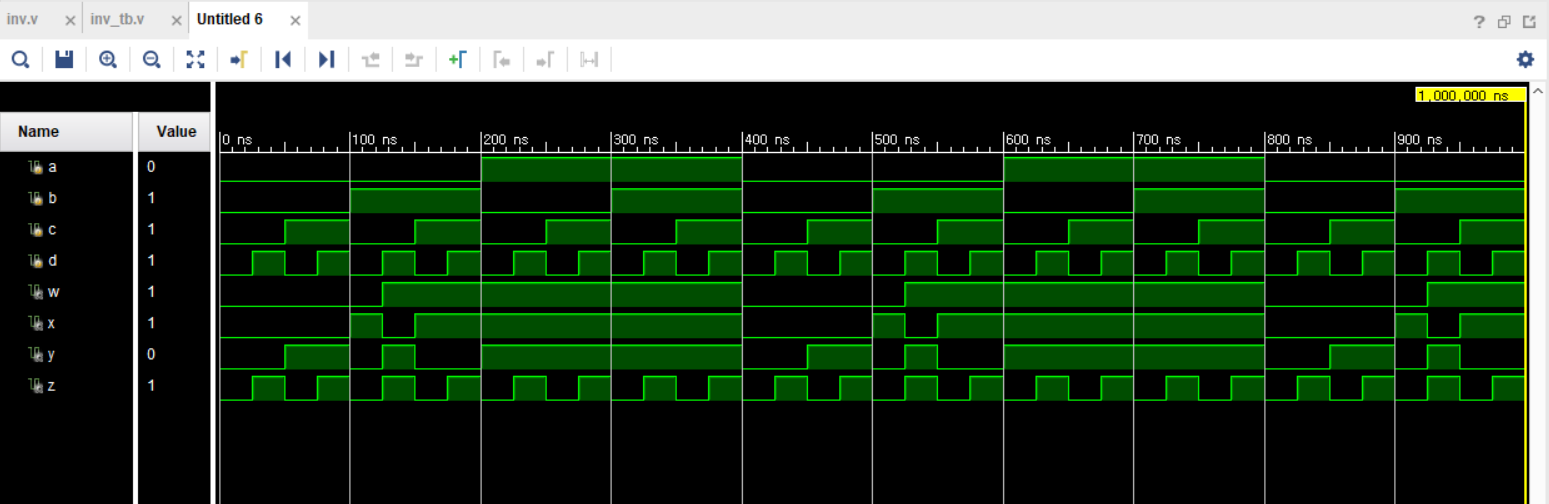 inv.v × inv_tb.v × Untitled 6 ×
?
1,000,000 ns
Name Value
0 ns 100 ns 200 ns 300 ns 400 ns 500 ns 600 ns 700 ns 800 ns 900 ns
a 0
b 1
c 1
d 1
w 1
x 1
y 0
z 1